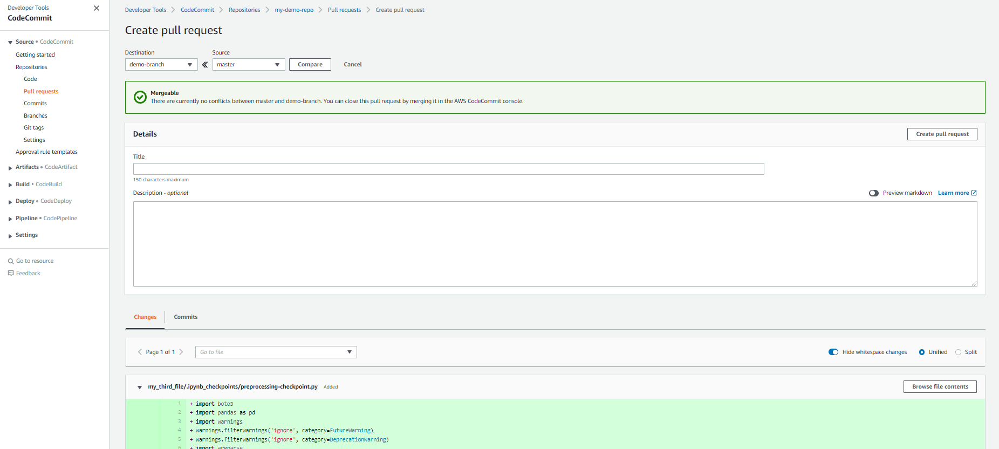 Developer Tools
CodeCommit
Source • CodeCommit
Getting started
Repositories
Code
Pull requests
Commits
Branches
Git tags
Settings
Approval rule templates
Artifacts • CodeArtifact
Build • CodeBuild
Deploy • CodeDeploy
Pipeline • CodePipeline
Settings
Go to resource
Feedback
Developer Tools > CodeCommit > Repositories > my-demo-repo > Pull requests > Create pull request
Create pull request
Destination Source
demo-branch master Compare Cancel
Mergeable
There are currently no conflicts between master and demo-branch. You can close this pull request by merging it in the AWS CodeCommit console.
Details Create pull request
Title
150 characters maximum
Description - optional Preview markdown Learn more
Changes Commits
Page 1 of 1 Go to file Hide whitespace changes Unified Split
my_third_file/.ipynb_checkpoints/preprocessing-checkpoint.py Added Browse file contents
1 + import boto3
2 + import pandas as pd
3 + import warnings
4 + warnings.filterwarnings('ignore', category=FutureWarning)
5 + warnings.filterwarnings('ignore', category=DeprecationWarning)
6 + import argparse